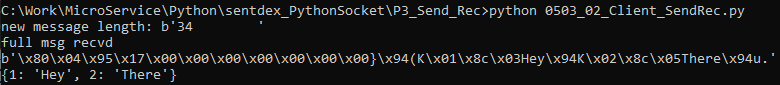 C:\Work\MicroService\Python\sentdex_PythonSocket\P3_Send_Rec>python 0503_02_Client_SendRec.py
new message length: b'34        '
full msg recvd
b'\x80\x04\x95\x17\x00\x00\x00\x00\x00\x00\x00}\x94(K\x01\x8c\x03Hey\x94K\x02\x8c\x05There\x94u.'
{1: 'Hey', 2: 'There'}